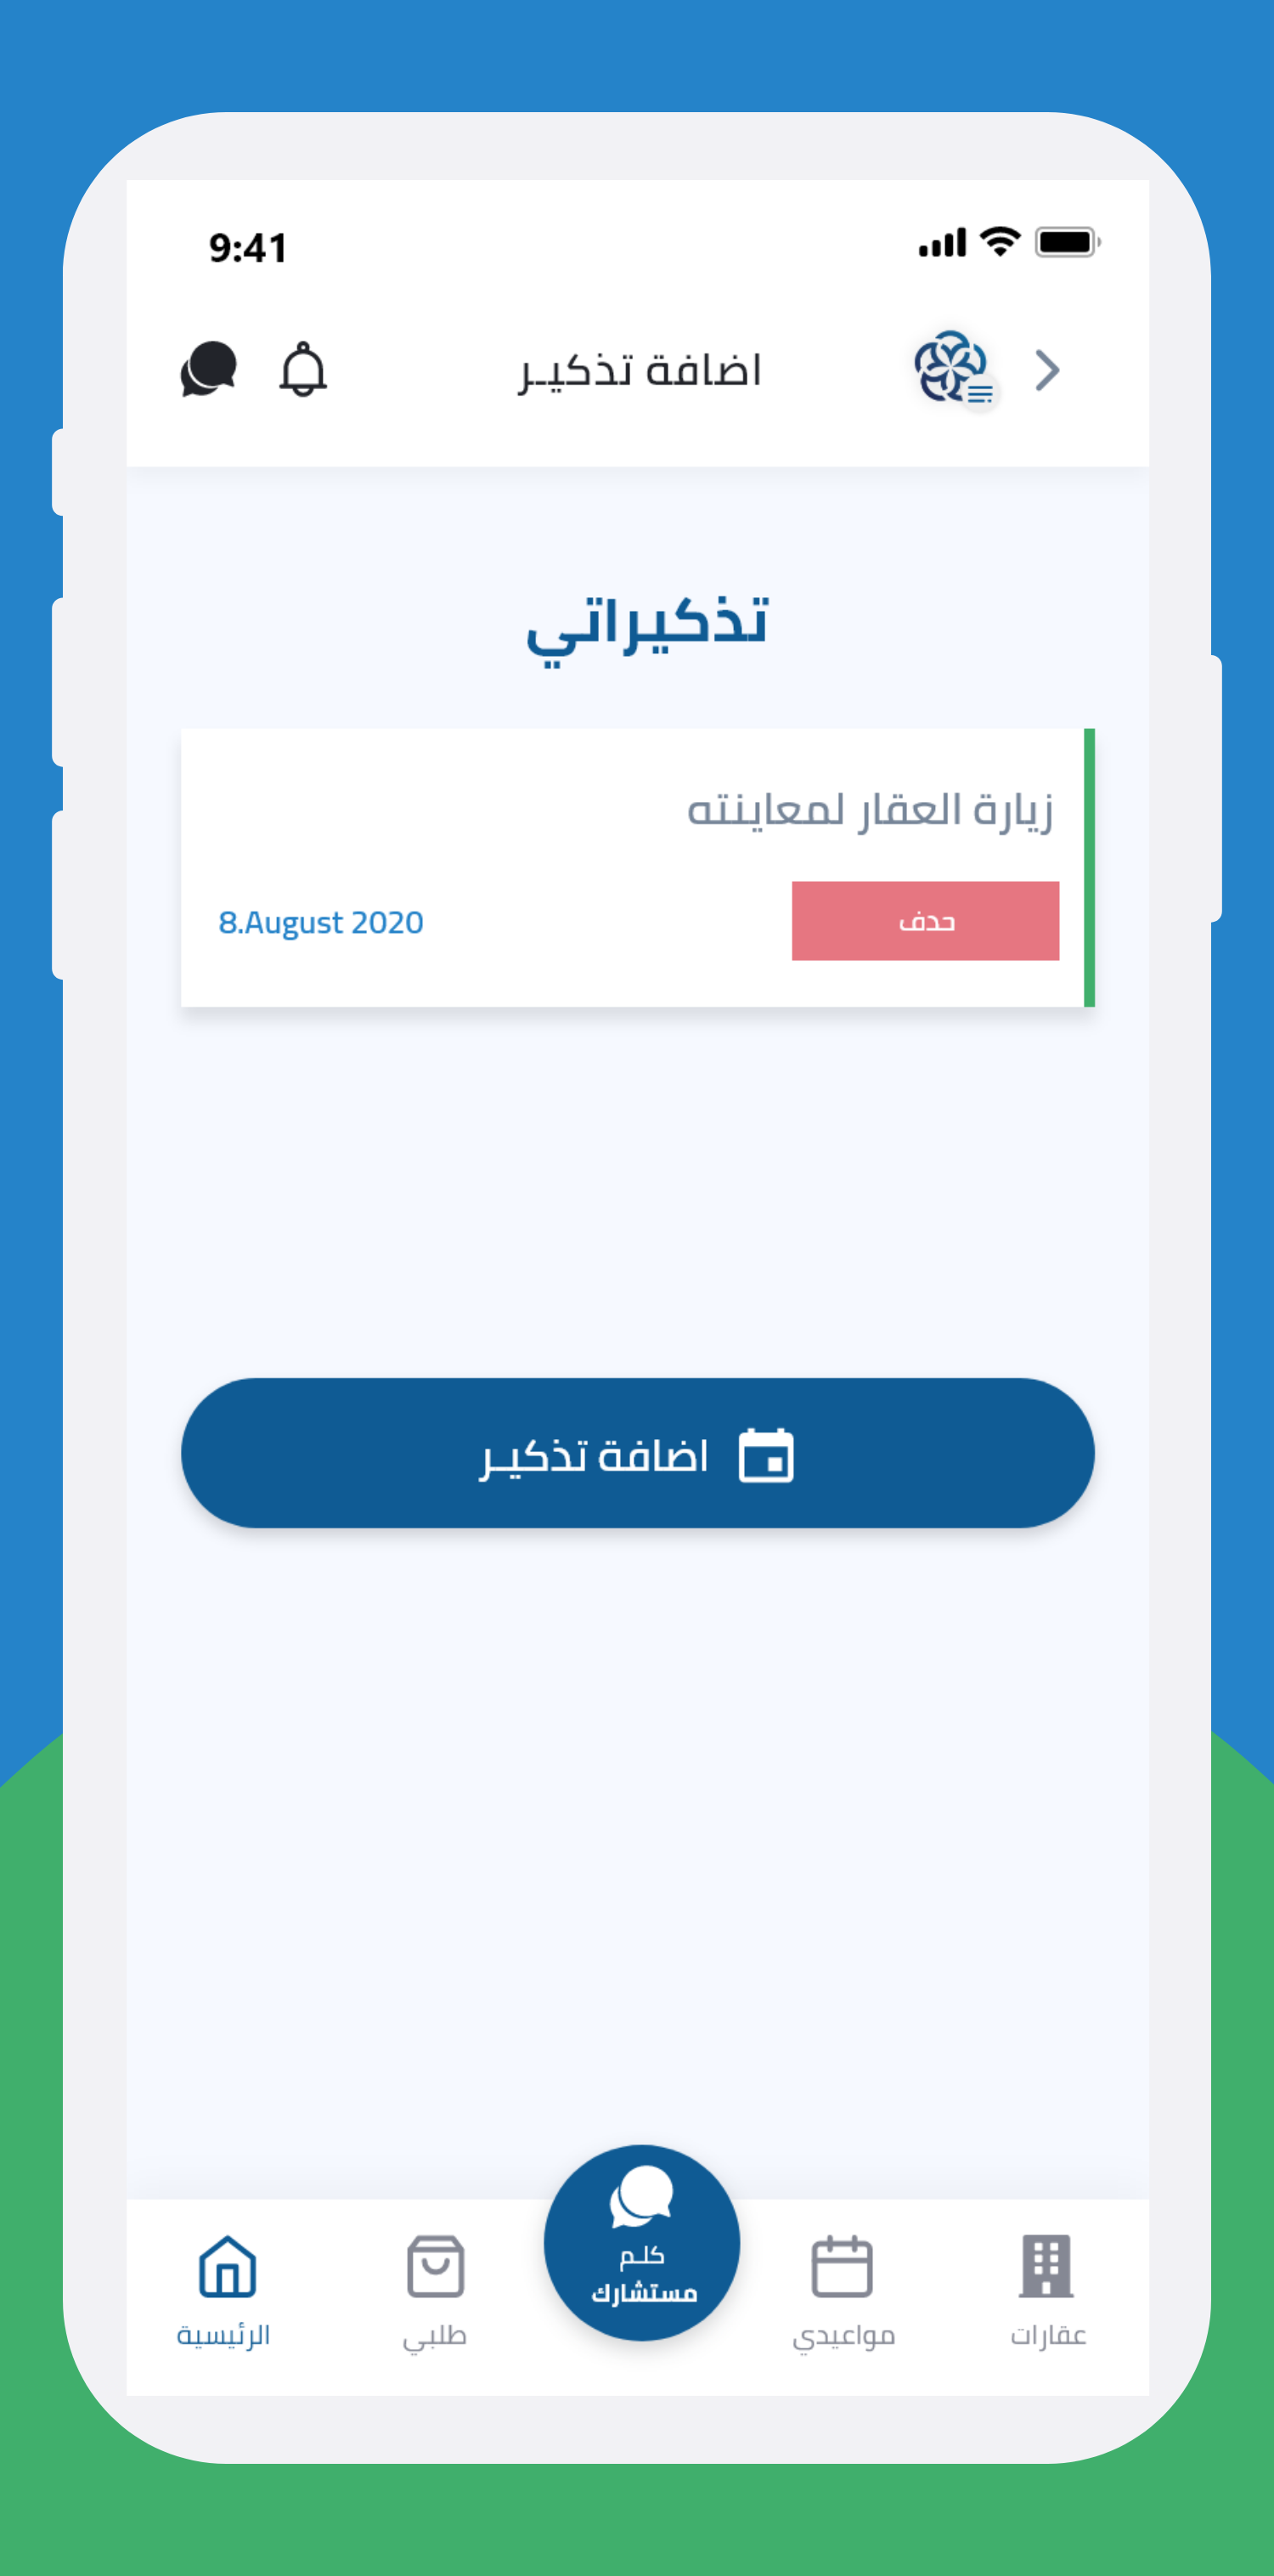 9:41
اضافة تذكيـر
تذكيراتي
زيارة العقار لمعاينته
حدف
8.August 2020
اضافة تذكيـر
كلـم
مستشارك
عقارات
مواعيدي
طلبي
الرئيسية